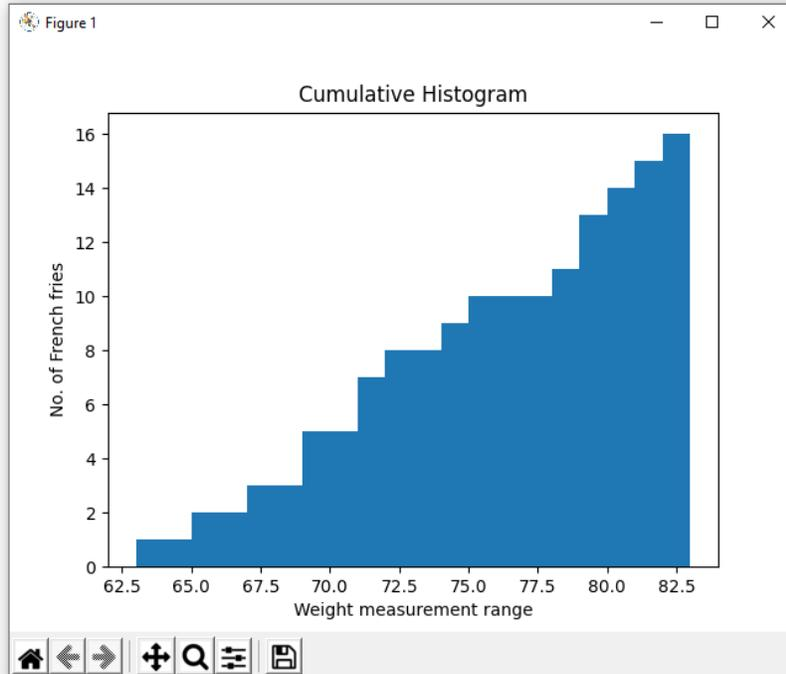 Figure 1
Cumulative Histogram
No. of French fries
16
14
12
10
8
6
4
2
0
62.5 65.0 67.5 70.0 72.5 75.0 77.5 80.0 82.5
Weight measurement range